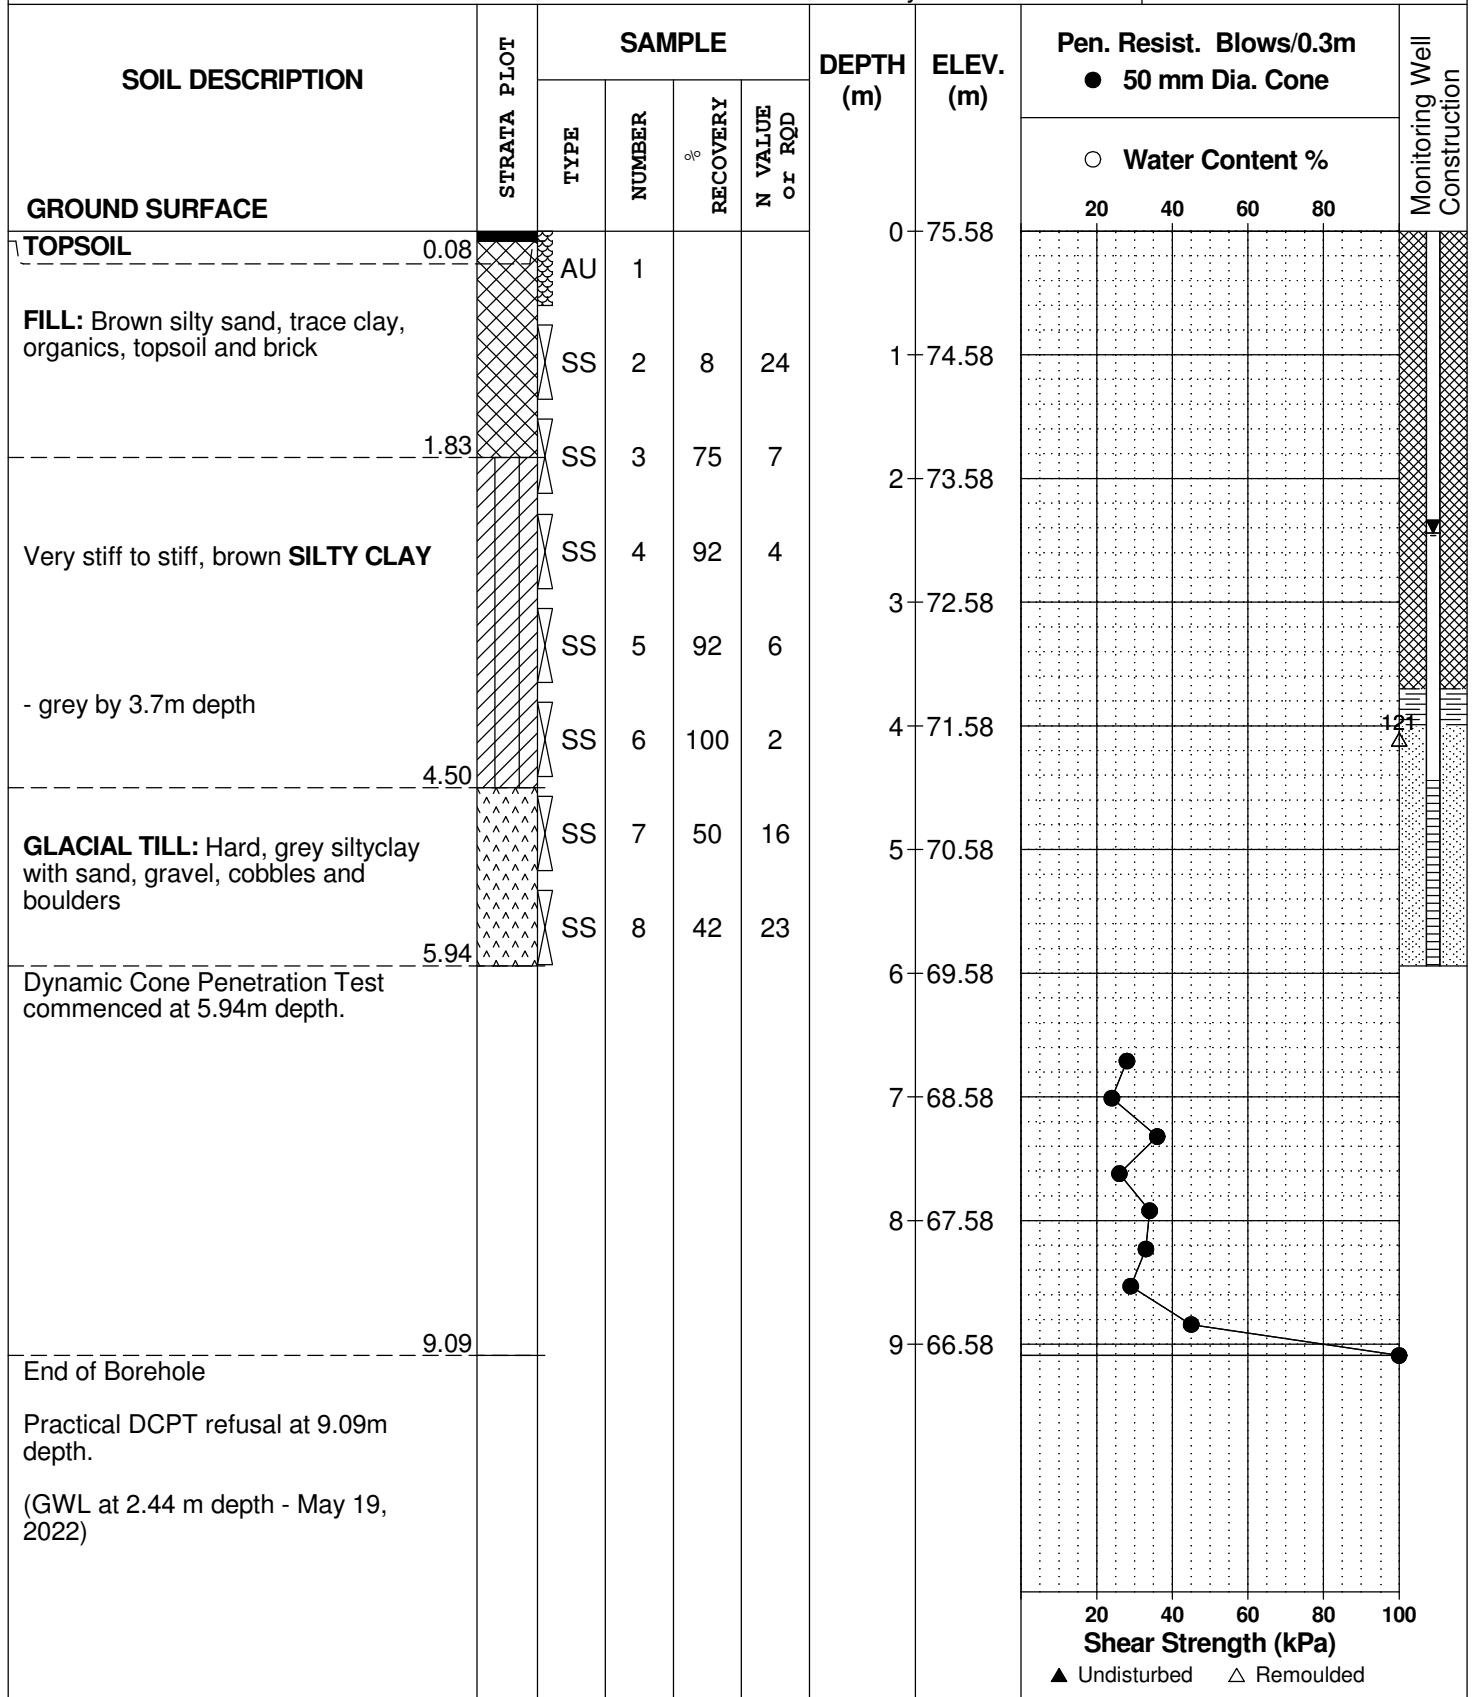 SOIL DESCRIPTION
GROUND SURFACE
STRATA PLOT
SAMPLE
TYPE
NUMBER
% RECOVERY
N VALUE or RQD
DEPTH (m)
ELEV. (m)
Pen. Resist. Blows/0.3m
● 50 mm Dia. Cone
○ Water Content %
20 40 60 80
Monitoring Well Construction
TOPSOIL 0.08
FILL: Brown silty sand, trace clay,
organics, topsoil and brick
1.83
Very stiff to stiff, brown SILTY CLAY
- grey by 3.7m depth
4.50
GLACIAL TILL: Hard, grey siltyclay
with sand, gravel, cobbles and
boulders
5.94
Dynamic Cone Penetration Test
commenced at 5.94m depth.
9.09
End of Borehole
Practical DCPT refusal at 9.09m
depth.
(GWL at 2.44 m depth - May 19,
2022)
AU 1
SS 2 8 24
SS 3 75 7
SS 4 92 4
SS 5 92 6
SS 6 100 2
SS 7 50 16
SS 8 42 23
0 75.58
1 74.58
2 73.58
3 72.58
4 71.58
5 70.58
6 69.58
7 68.58
8 67.58
9 66.58
121
20 40 60 80 100
Shear Strength (kPa)
▲ Undisturbed △ Remoulded